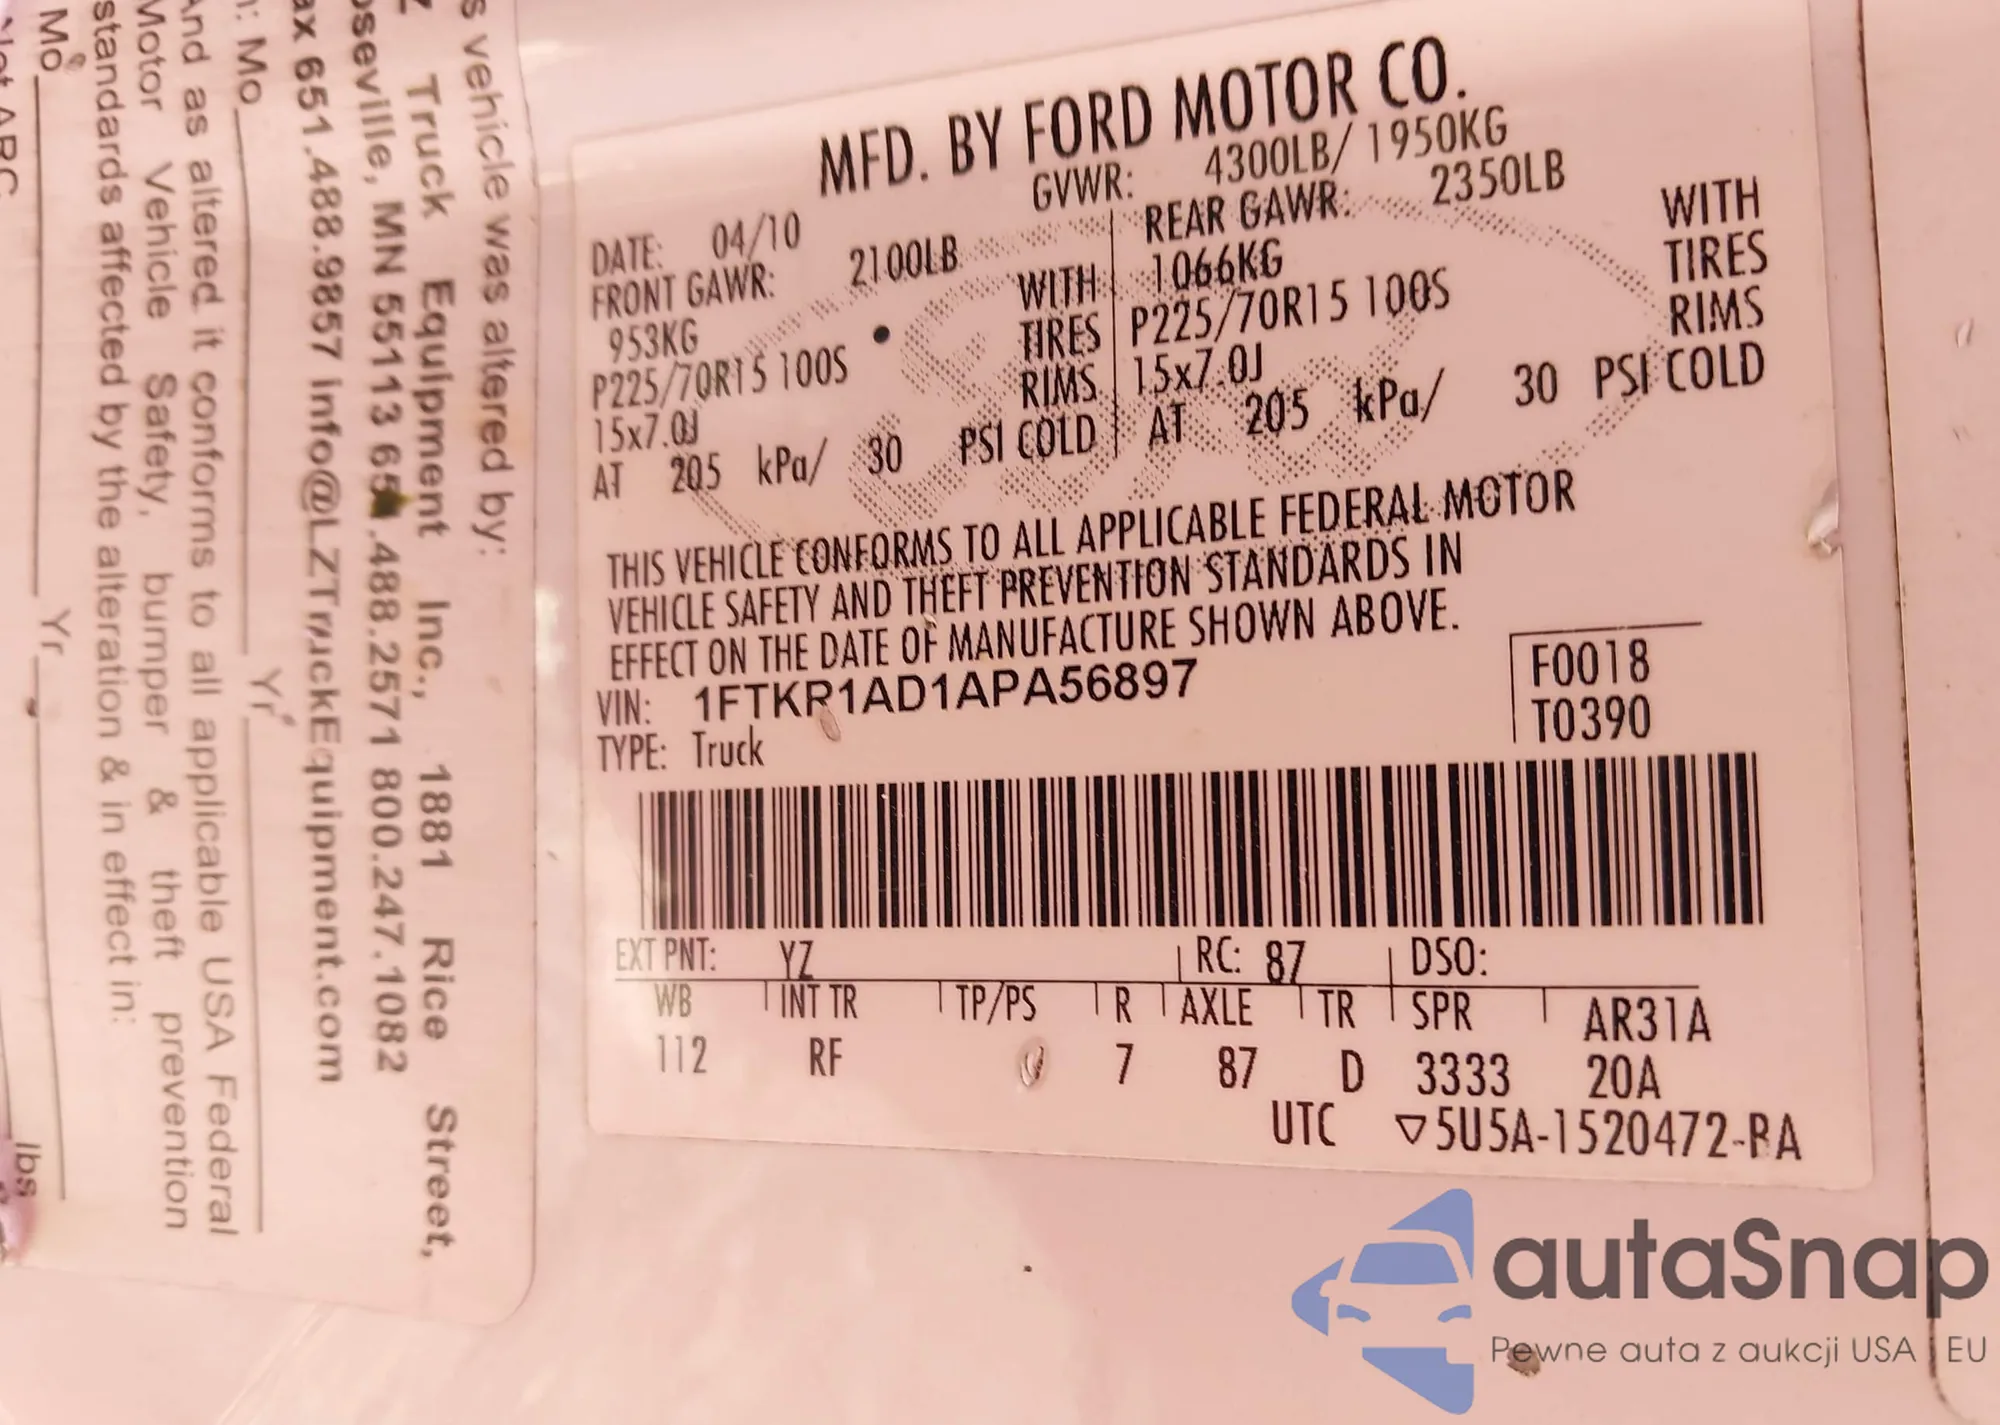 MFD. BY FORD MOTOR CO.
GVWR: 4300LB/ 1950KG
DATE: 04/10
FRONT GAWR: 2100LB
953KG
P225/70R15 100S
15x7.0J
WITH
TIRES
RIMS
AT 205 kPa/ 30 PSI COLD
REAR GAWR: 2350LB
1066KG
P225/70R15 100S
15x7.0J
WITH
TIRES
RIMS
AT 205 kPa/ 30 PSI COLD
THIS VEHICLE CONFORMS TO ALL APPLICABLE FEDERAL MOTOR
VEHICLE SAFETY AND THEFT PREVENTION STANDARDS IN
EFFECT ON THE DATE OF MANUFACTURE SHOWN ABOVE.
VIN: 1FTKR1AD1APA56897
TYPE: Truck
F0018
T0390
EXT PNT: YZ RC: 87 DSO:
WB INT TR TP/PS R AXLE TR SPR AR31A
112 RF 7 87 D 3333 20A
UTC ▽5U5A-1520472-BA
s vehicle was altered by:
Z Truck Equipment Inc., 1881 Rice Street,
oseville, MN 55113 .488.2571 800.247.1082
ax 651.488.9857 info@LZTruckEquipment.com
: Mo Yr
And as altered it conforms to all applicable USA Federal
Motor Vehicle Safety, bumper & theft prevention
standards affected by the alteration & in effect in:
Mo Yr
lbs
autaSnap
Pewne auta z aukcji USA | EU